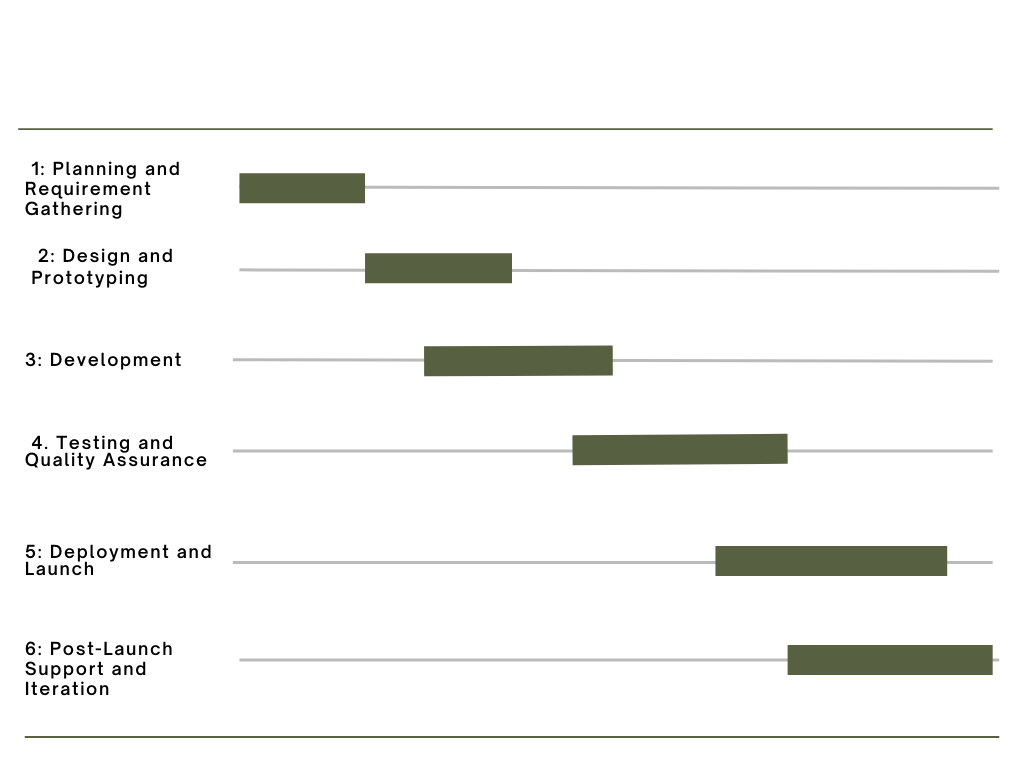 1: Planning and
Requirement
Gathering
2: Design and
Prototyping
3: Development
4. Testing and
Quality Assurance
5: Deployment and
Launch
6: Post-Launch
Support and
Iteration